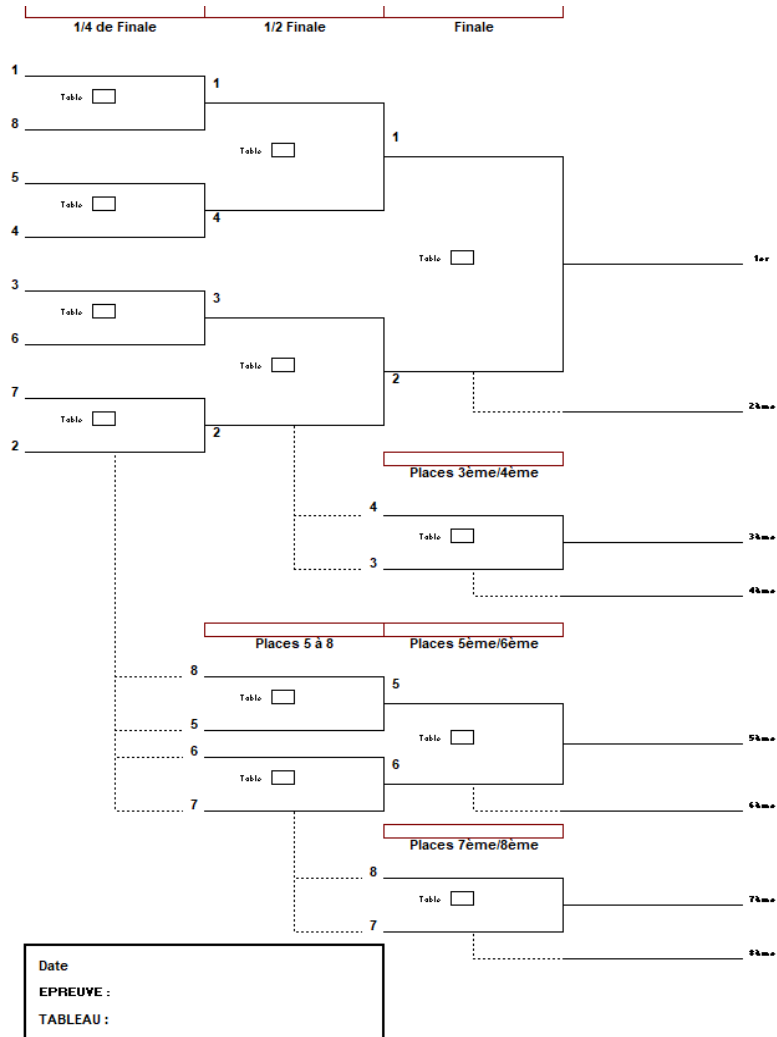 1/4 de Finale 1/2 Finale Finale
1
1
Table
8
Table
1
5
Table
4
4
Table
1er
3
3
Table
6
Table
2
7
2ème
Table
2
2
Places 3ème/4ème
4
Table
3ème
3
4ème
Places 5 à 8 Places 5ème/6ème
8
5
Table
5
Table
5ème
6
6
Table
7
6ème
Places 7ème/8ème
8
Table
7ème
7
8ème
Date
EPREUVE :
TABLEAU :